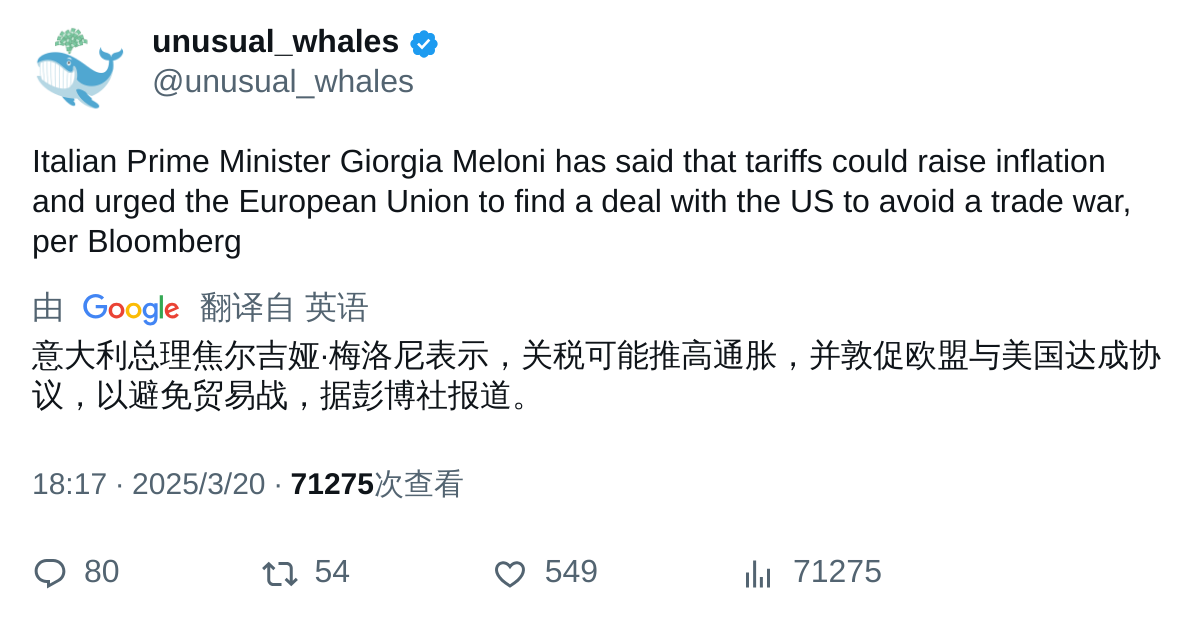 unusual_whales
@unusual_whales
Italian Prime Minister Giorgia Meloni has said that tariffs could raise inflation
and urged the European Union to find a deal with the US to avoid a trade war,
per Bloomberg
由 Google 翻译自 英语
意大利总理焦尔吉娅·梅洛尼表示，关税可能推高通胀，并敦促欧盟与美国达成协
议，以避免贸易战，据彭博社报道。
18:17 · 2025/3/20 · 71275次查看
80 54 549 71275